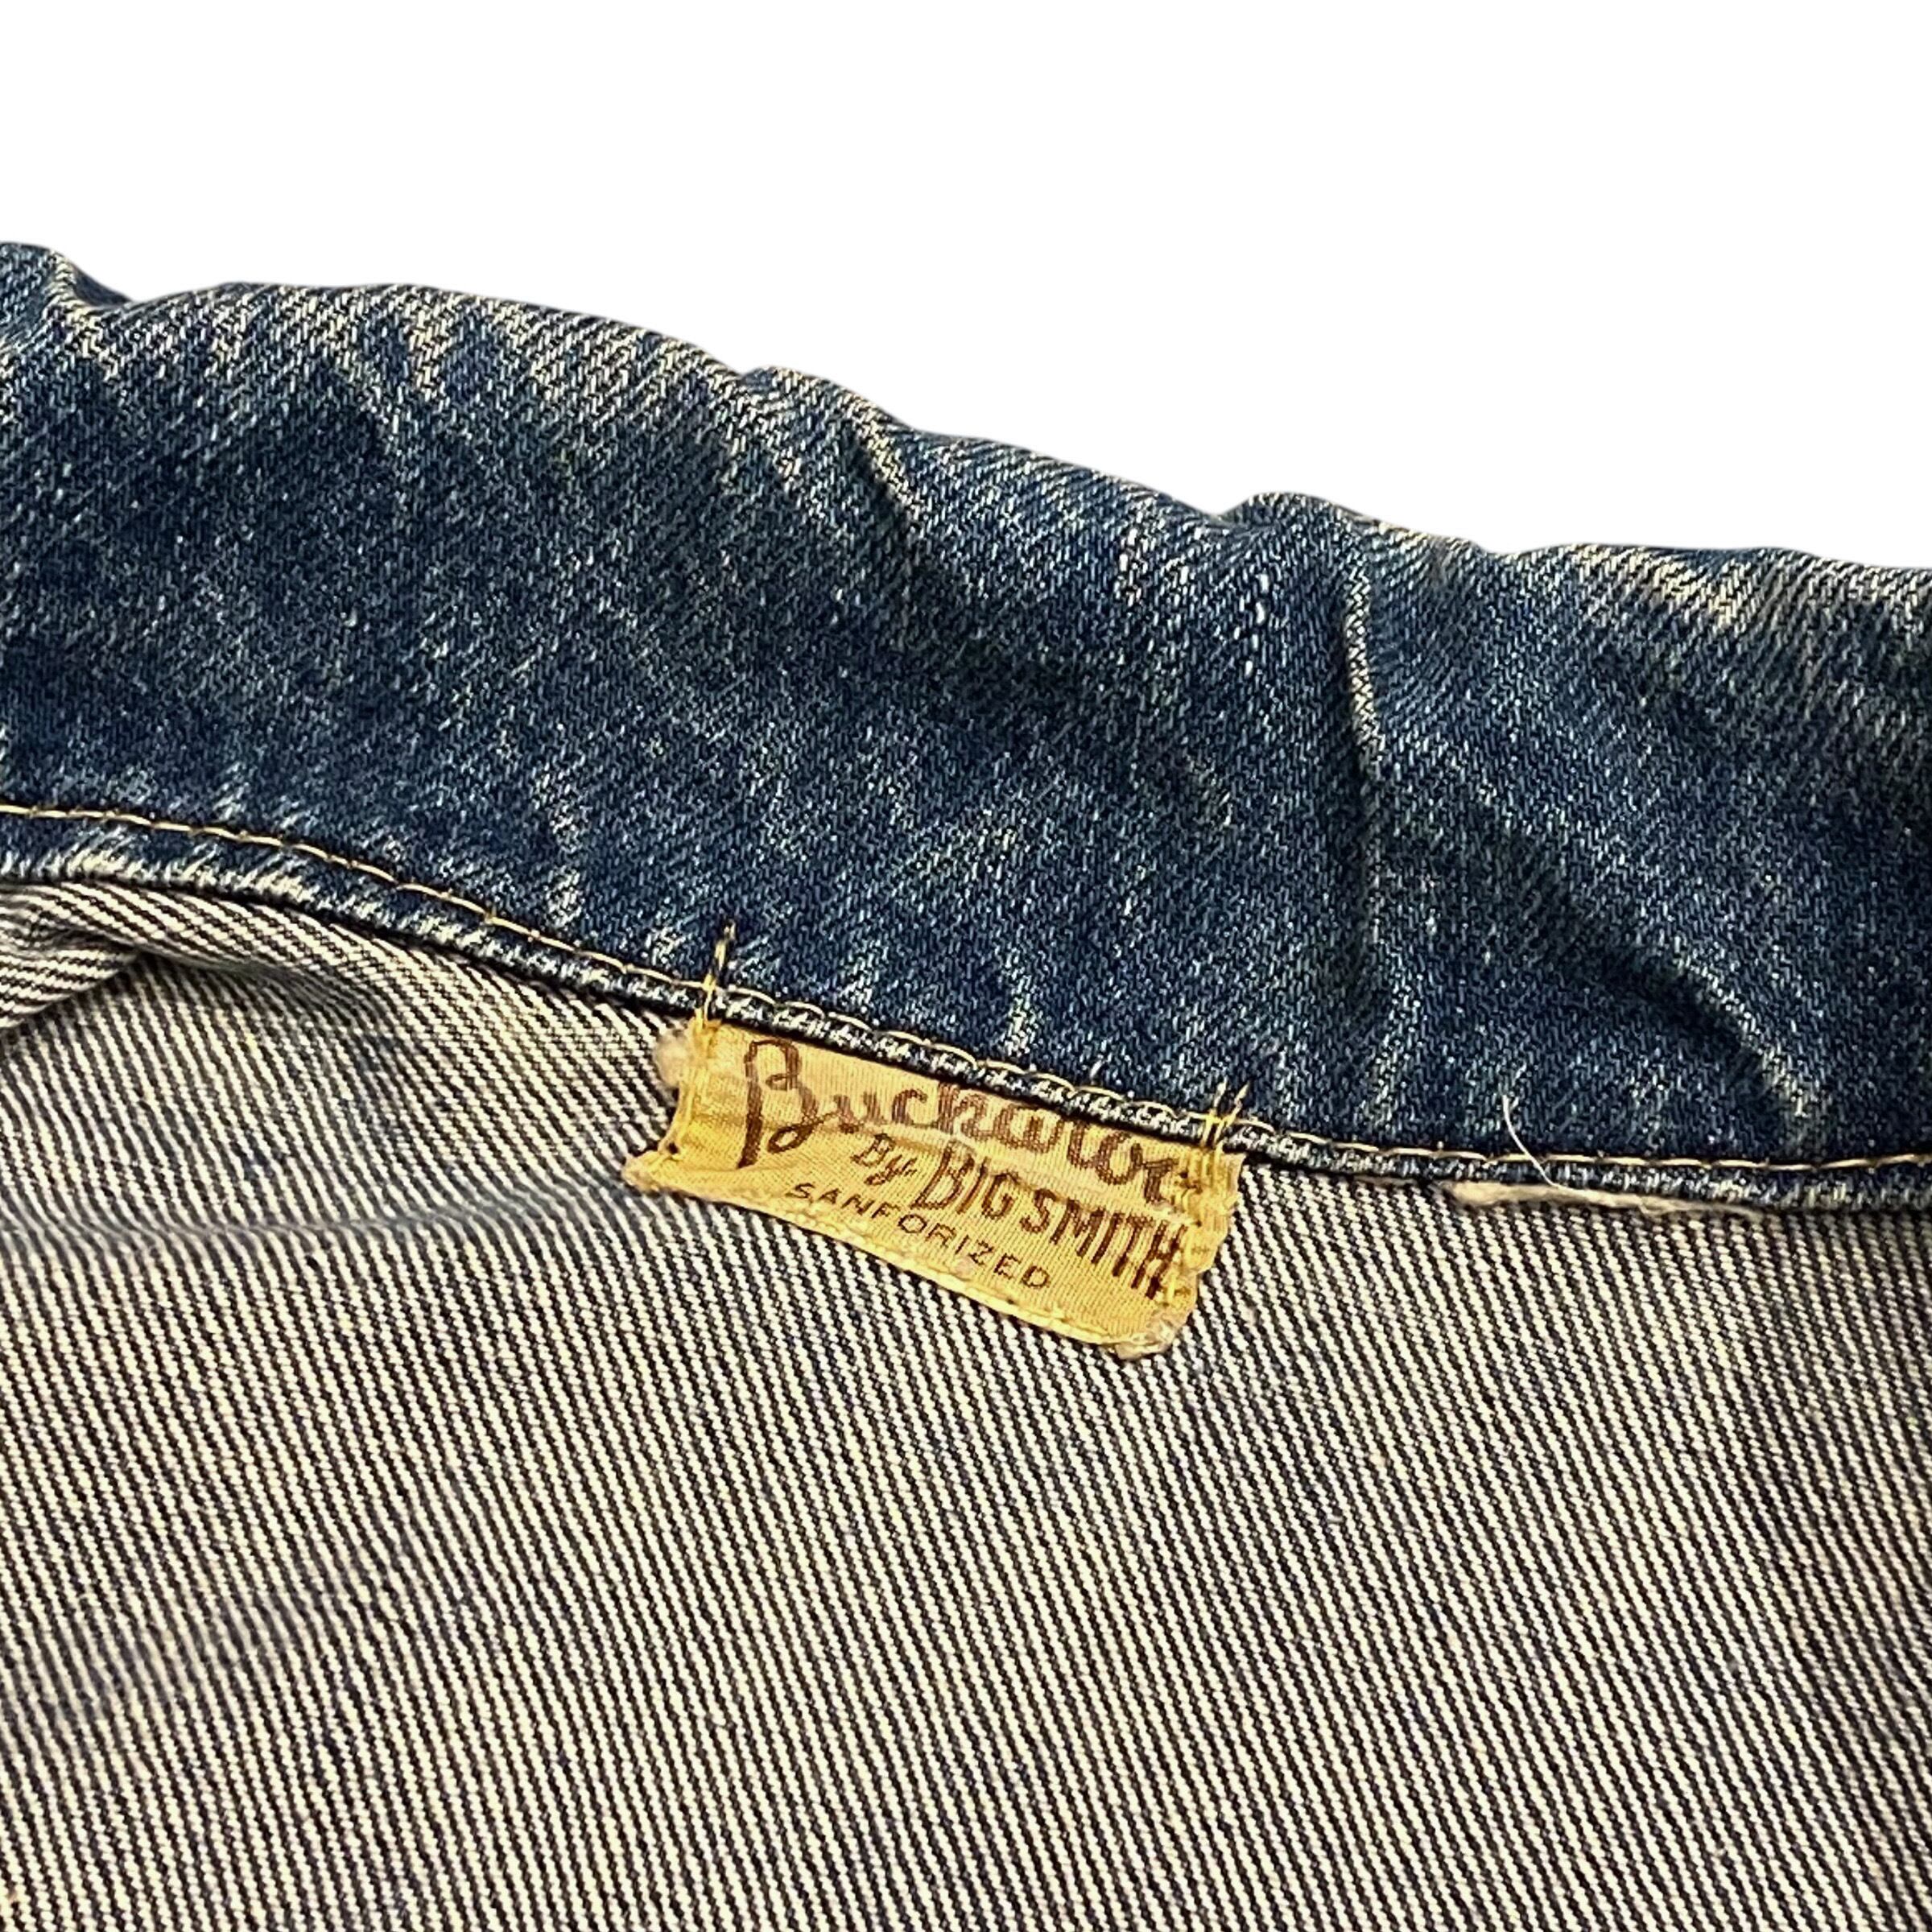 Buckaroo
By BIG SMITH
SANFORIZED